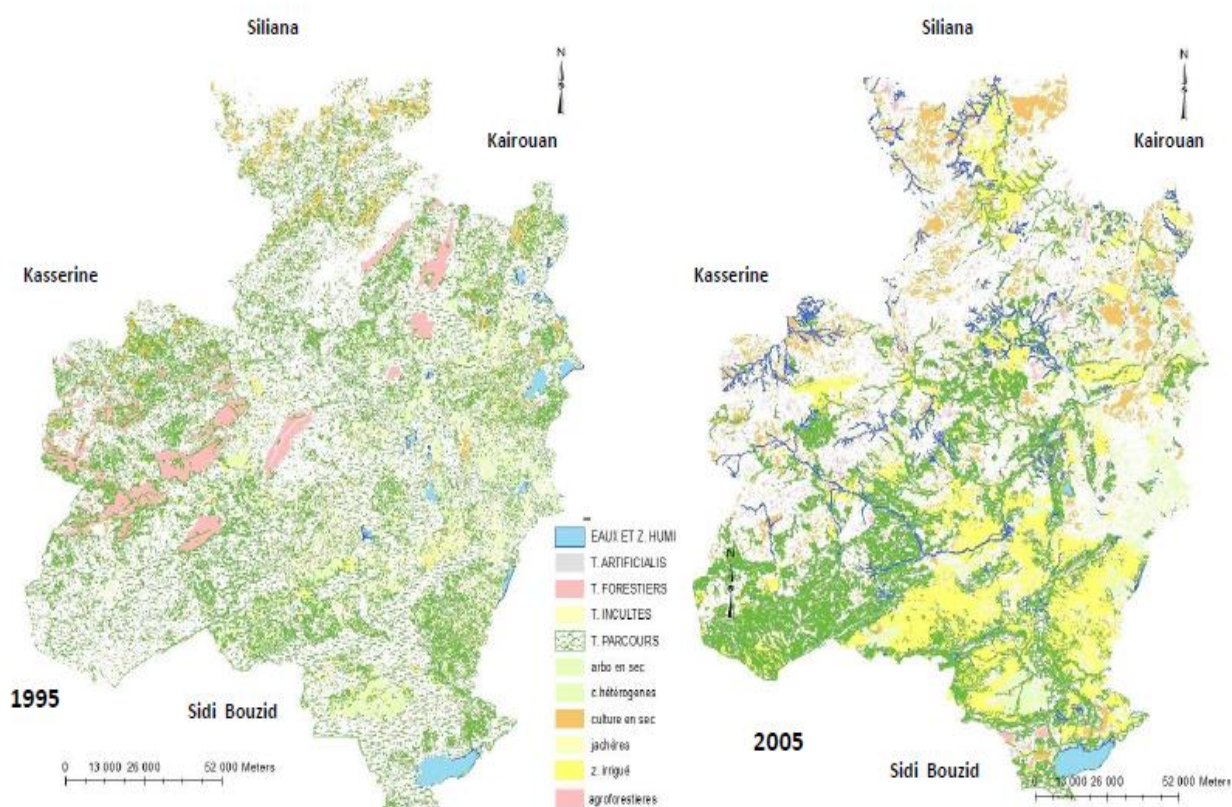 Siliana
N
Kairouan
Kasserine
1995
Sidi Bouzid
0 13 000 26 000 52 000 Meters
EAUX ET Z. HUMI
T. ARTIFICIALIS
T. FORESTIERS
T. INCULTES
T. PARCOURS
arbo en sec
c.hétérogenes
culture en sec
jachérea
z. irrigué
agroforestieres
Siliana
N
Kairouan
Kasserine
N
2005
Sidi Bouzid
0 13 000 26 000 52 000 Meters